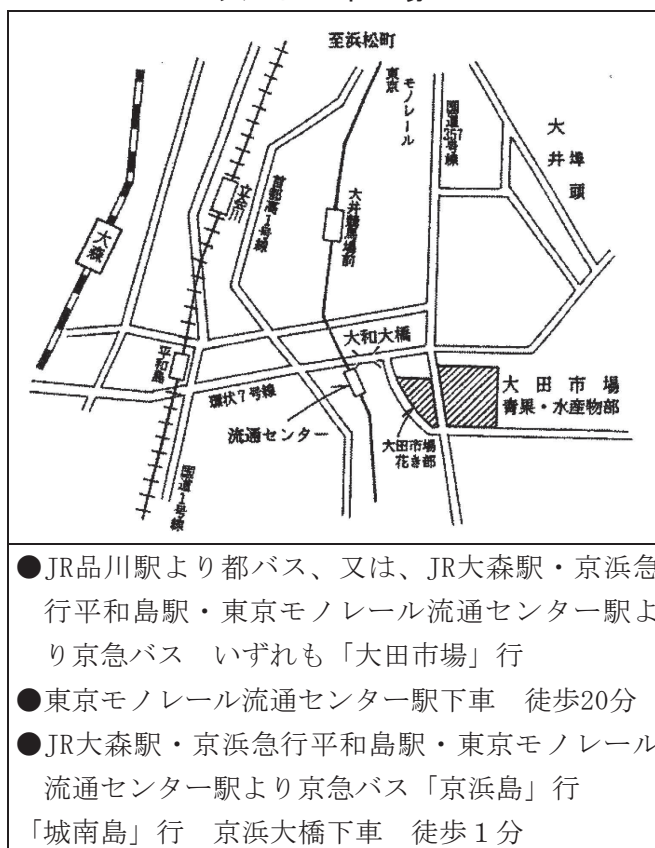 至浜松町
東京
モノレール
国道357号線
大井埠頭
立会川
首都高1号線
大井競馬場前
大森
平和島
大和大橋
環状7号線
流通センター
大田市場
青果・水産物部
大田市場
花き部
国道1号線
●JR品川駅より都バス、又は、JR大森駅・京浜急
行平和島駅・東京モノレール流通センター駅よ
り京急バス　いずれも「大田市場」行
●東京モノレール流通センター駅下車　徒歩20分
●JR大森駅・京浜急行平和島駅・東京モノレール
流通センター駅より京急バス「京浜島」行
「城南島」行　京浜大橋下車　徒歩１分